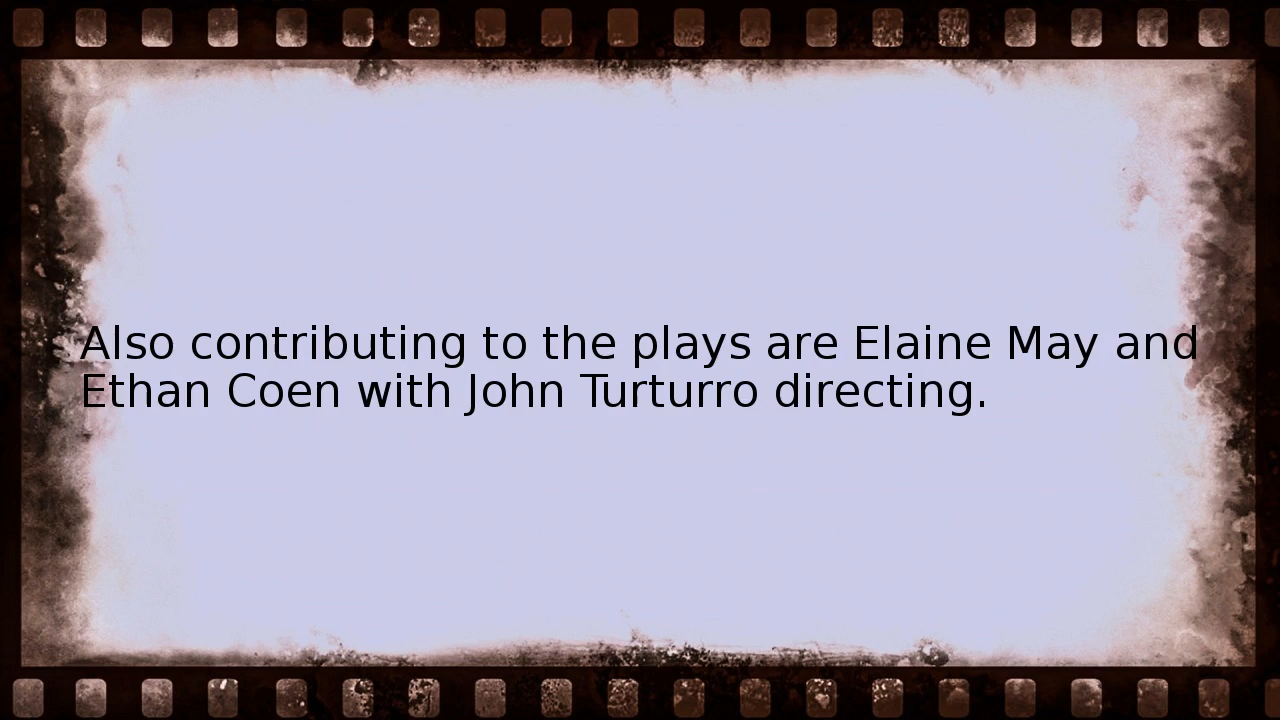 Also contributing to the plays are Elaine May and
Ethan Coen with John Turturro directing.